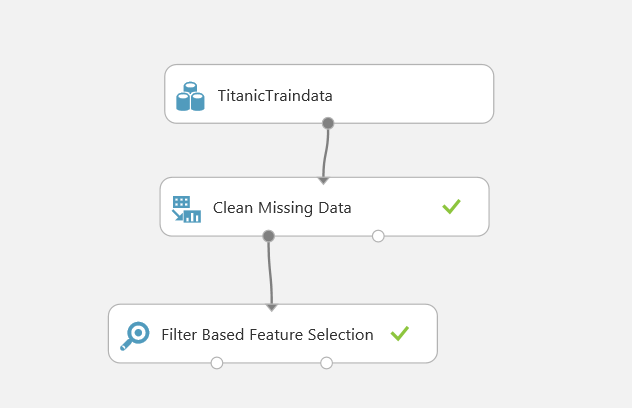 TitanicTraindata
Clean Missing Data
Filter Based Feature Selection